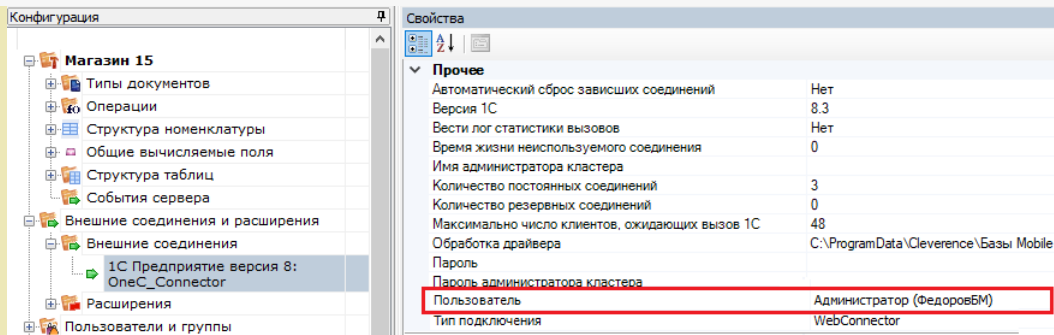 Конфигурация
Магазин 15
Типы документов
Операции
Структура номенклатуры
Общие вычисляемые поля
Структура таблиц
События сервера
Внешние соединения и расширения
Внешние соединения
1С Предприятие версия 8:
OneC_Connector
Расширения
Пользователи и группы
Свойства
Прочее
Автоматический сброс зависших соединений Нет
Версия 1С 8.3
Вести лог статистики вызовов Нет
Время жизни неиспользуемого соединения 0
Имя администратора кластера
Количество постоянных соединений 3
Количество резервных соединений 0
Максимально число клиентов, ожидающих вызов 1С 48
Обработка драйвера C:\ProgramData\Cleverence\Базы Mobile
Пароль
Пароль администратора кластера
Пользователь Администратор (ФедоровБМ)
Тип подключения WebConnector